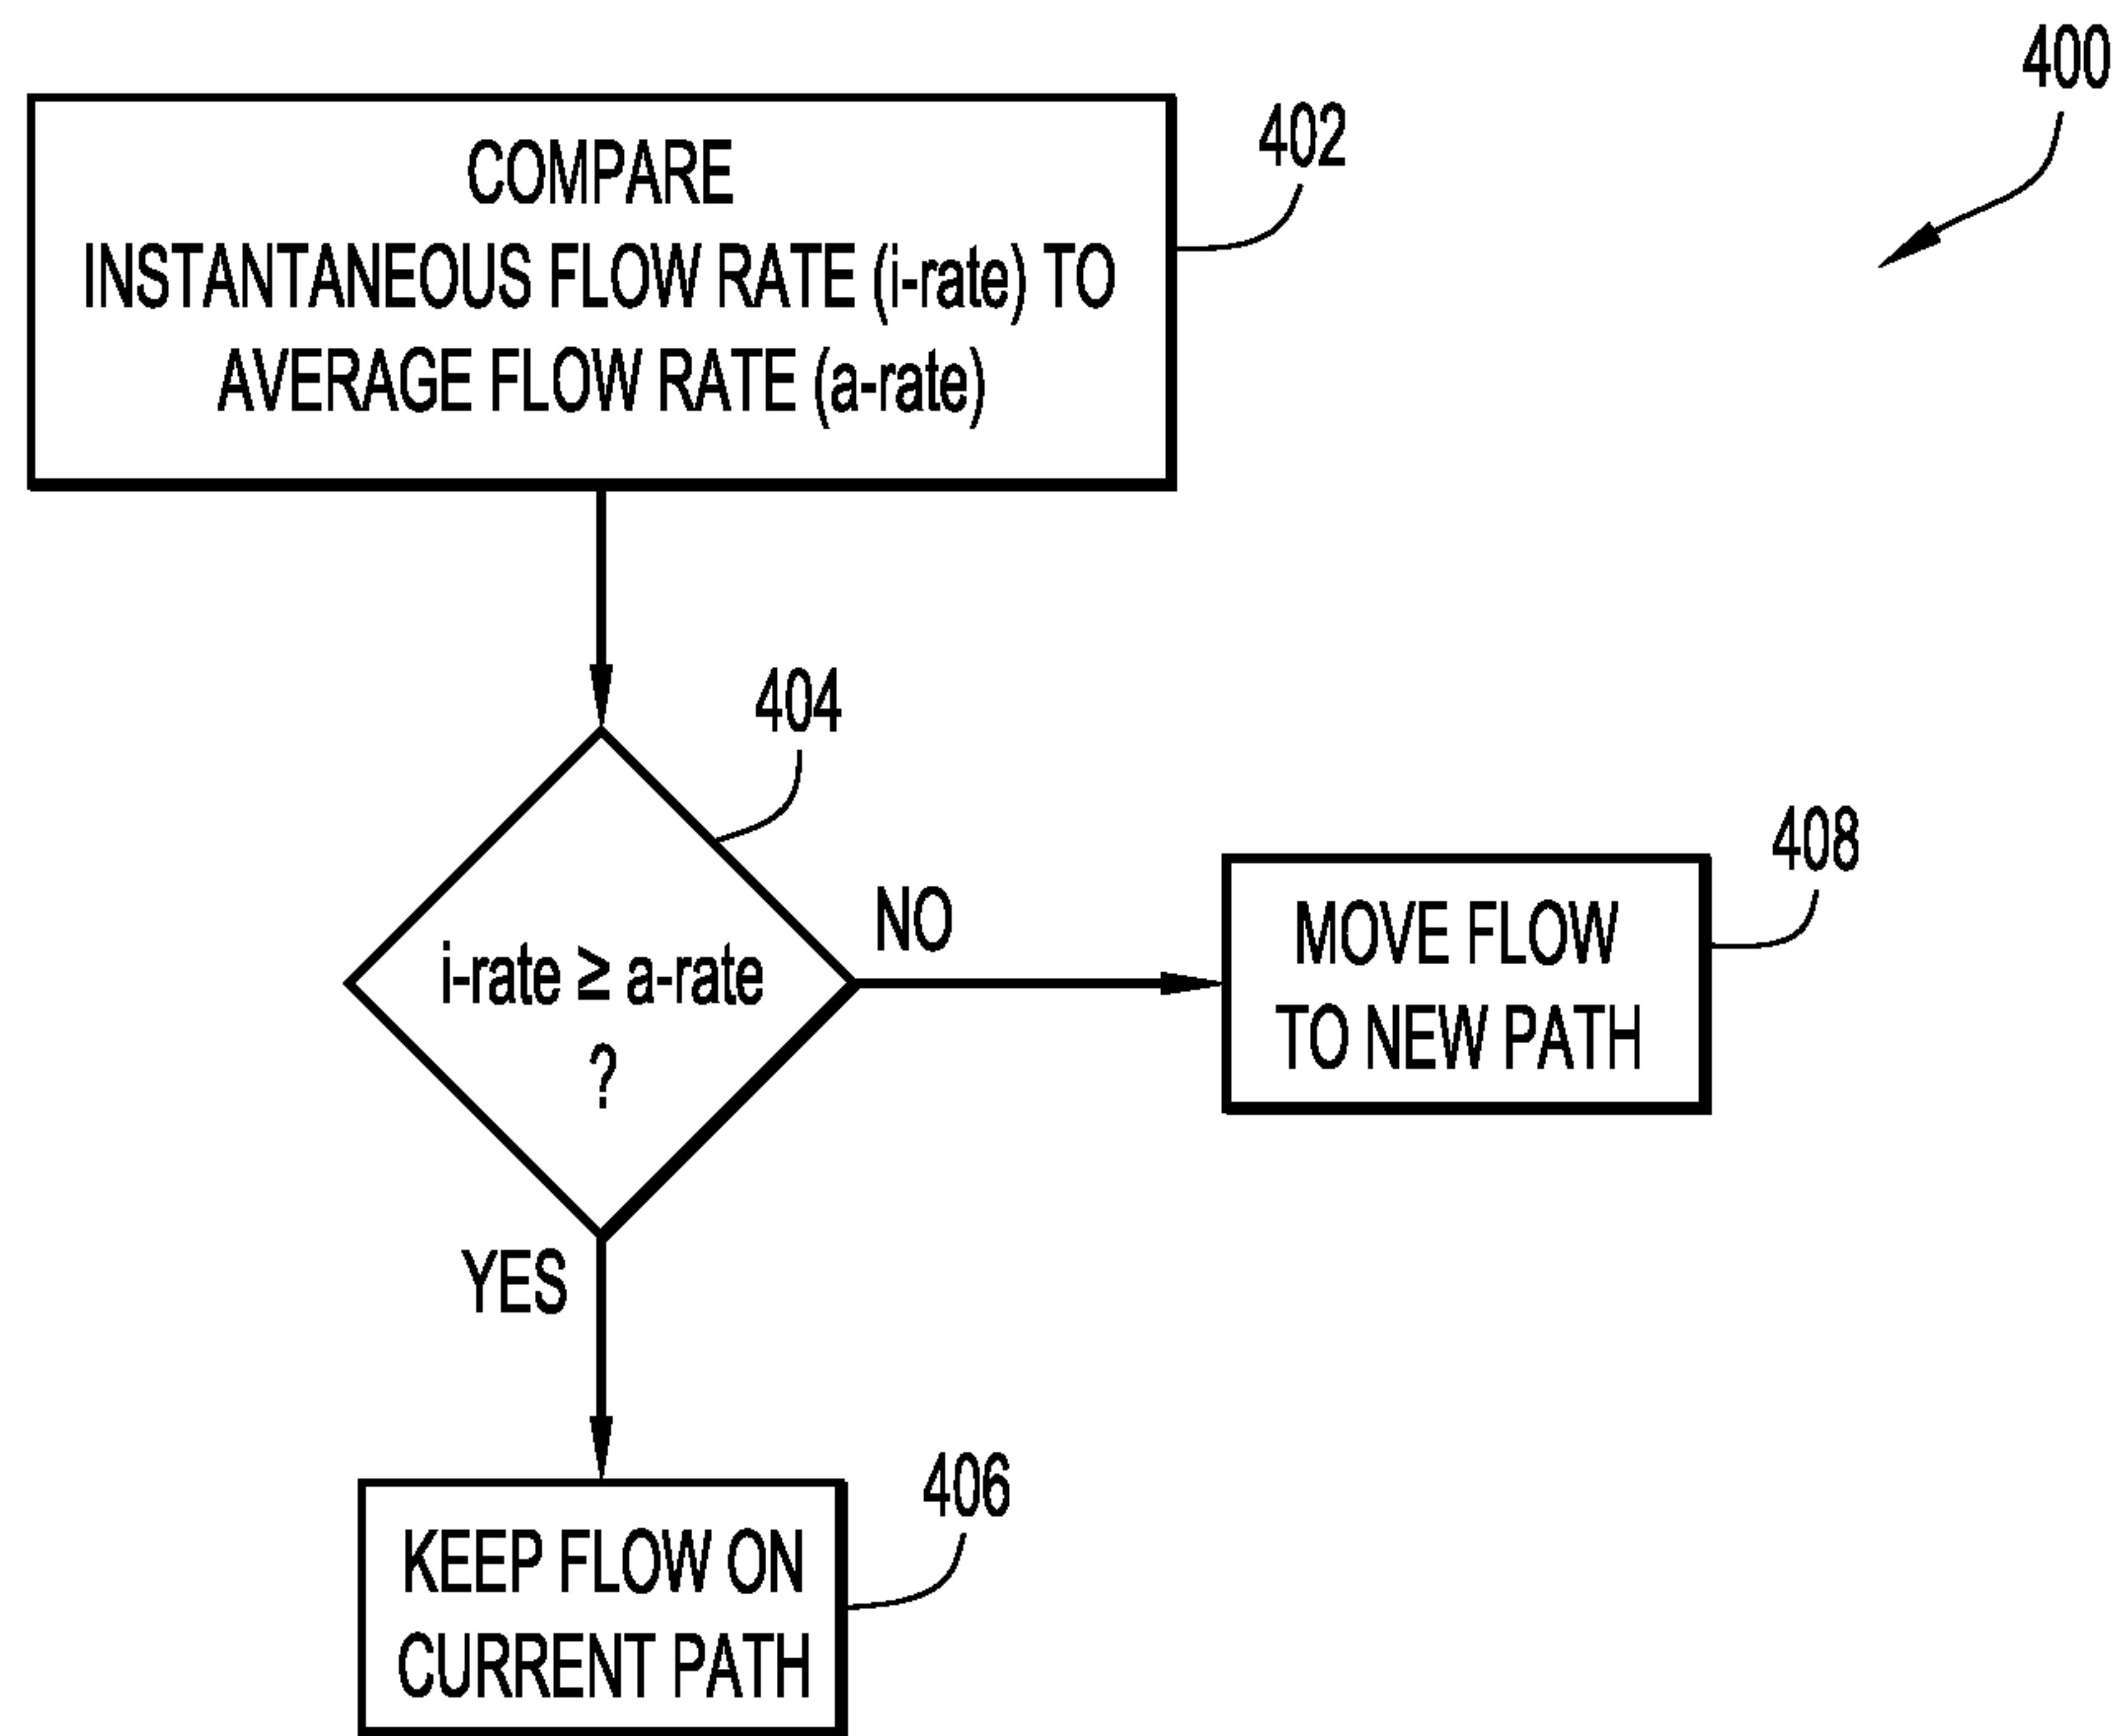 400
402
COMPARE
INSTANTANEOUS FLOW RATE (i-rate) TO
AVERAGE FLOW RATE (a-rate)
404
i-rate ≥ a-rate
?
NO
408
MOVE FLOW
TO NEW PATH
YES
406
KEEP FLOW ON
CURRENT PATH